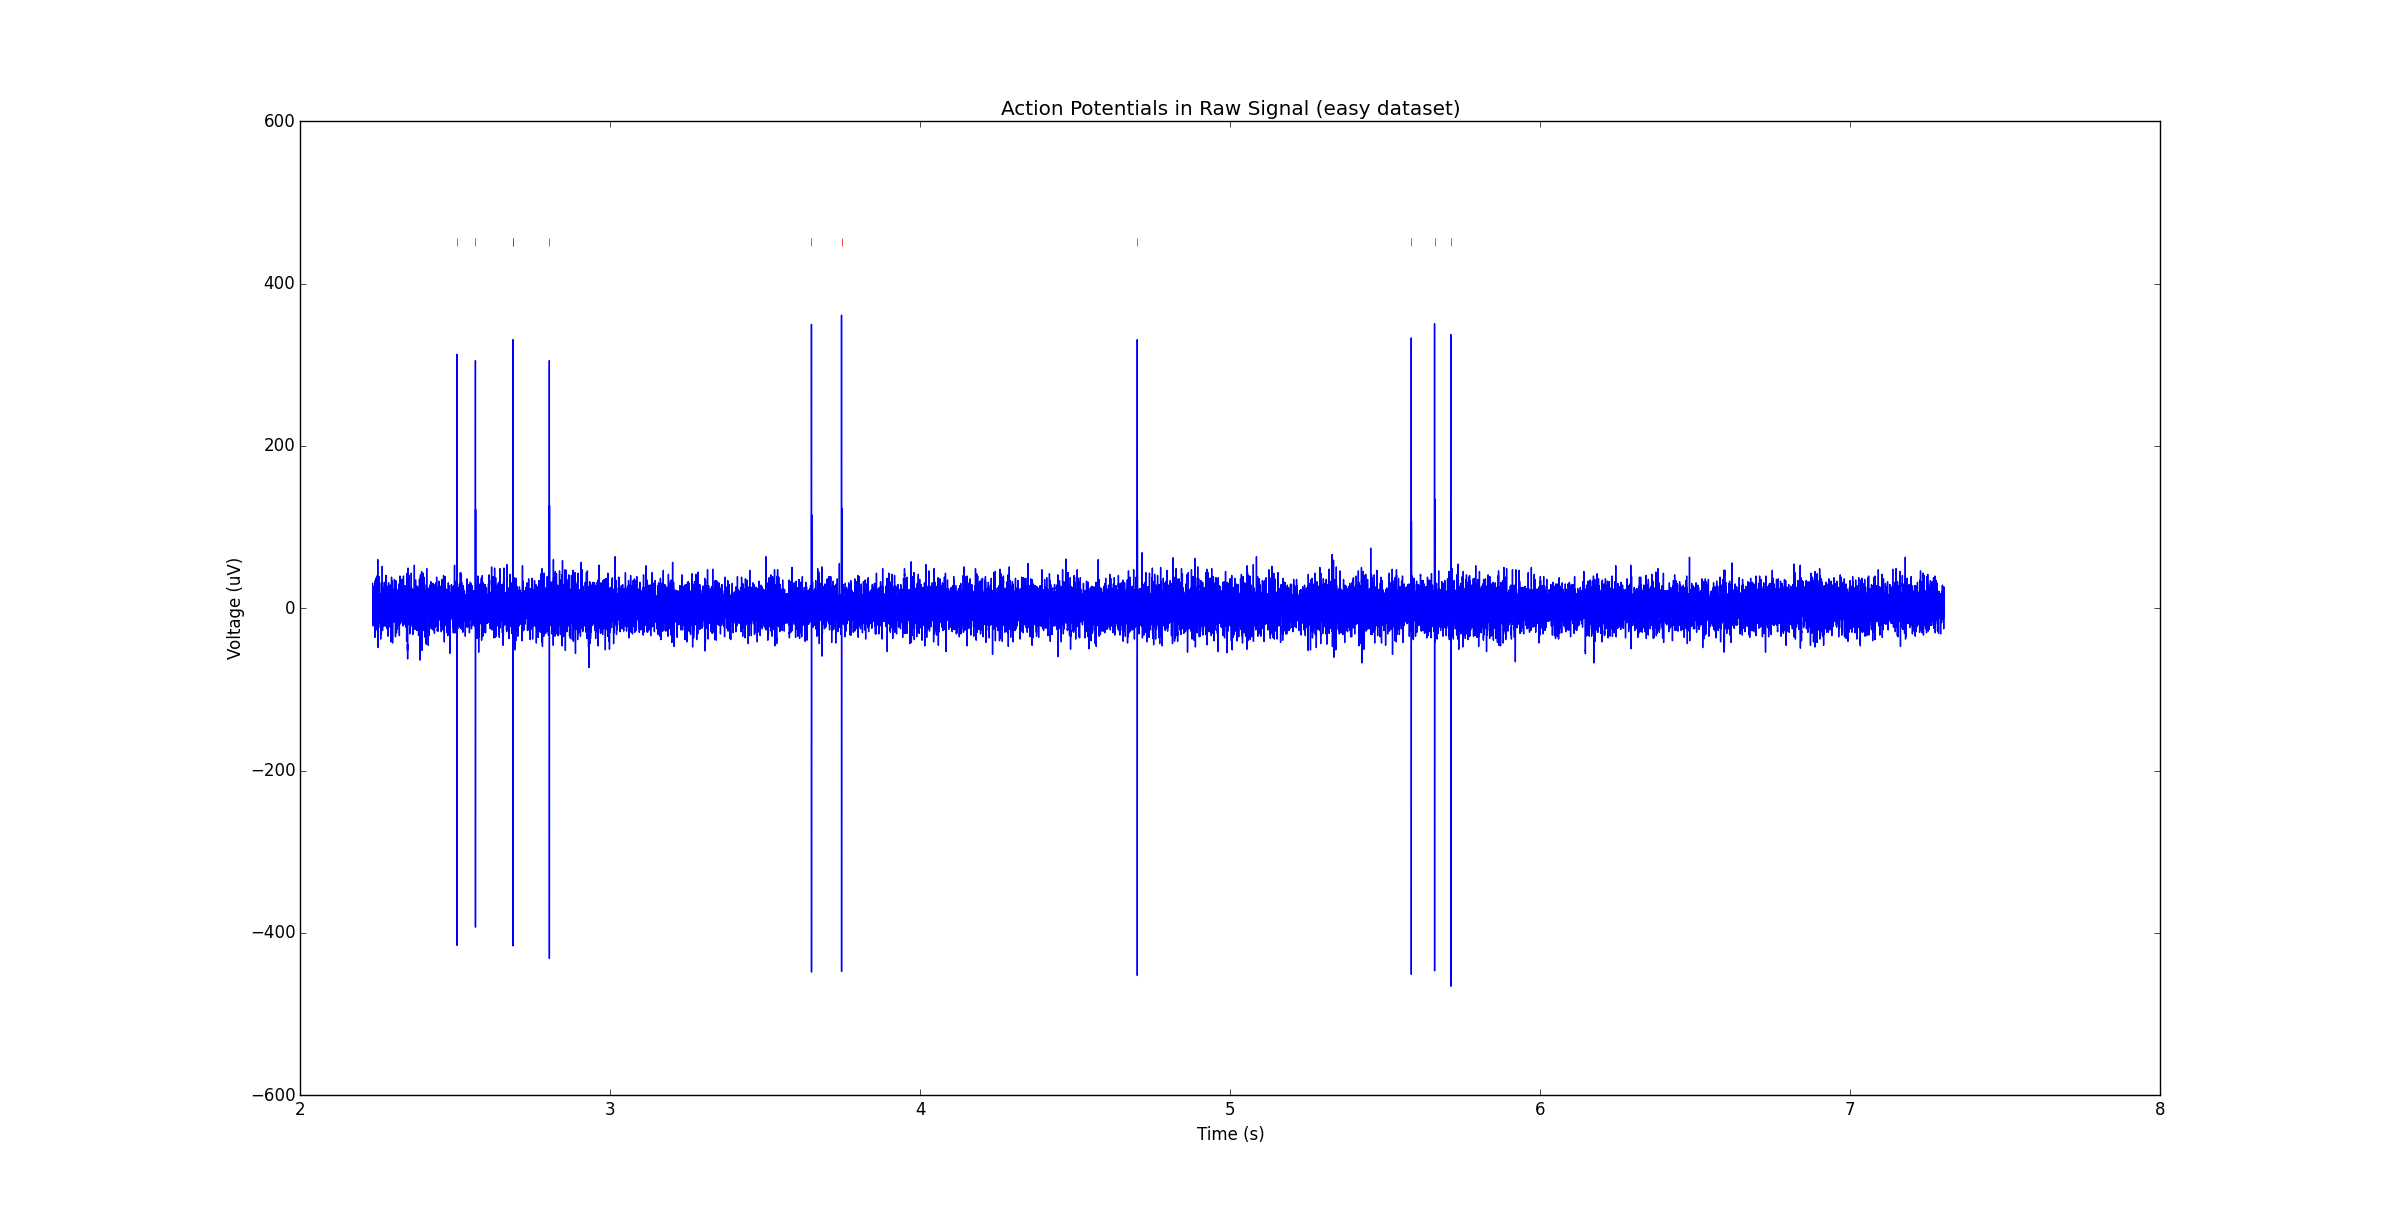 Action Potentials in Raw Signal (easy dataset)
600
400
200
0
−200
−400
−600
Voltage (uV)
2 3 4 5 6 7 8
Time (s)